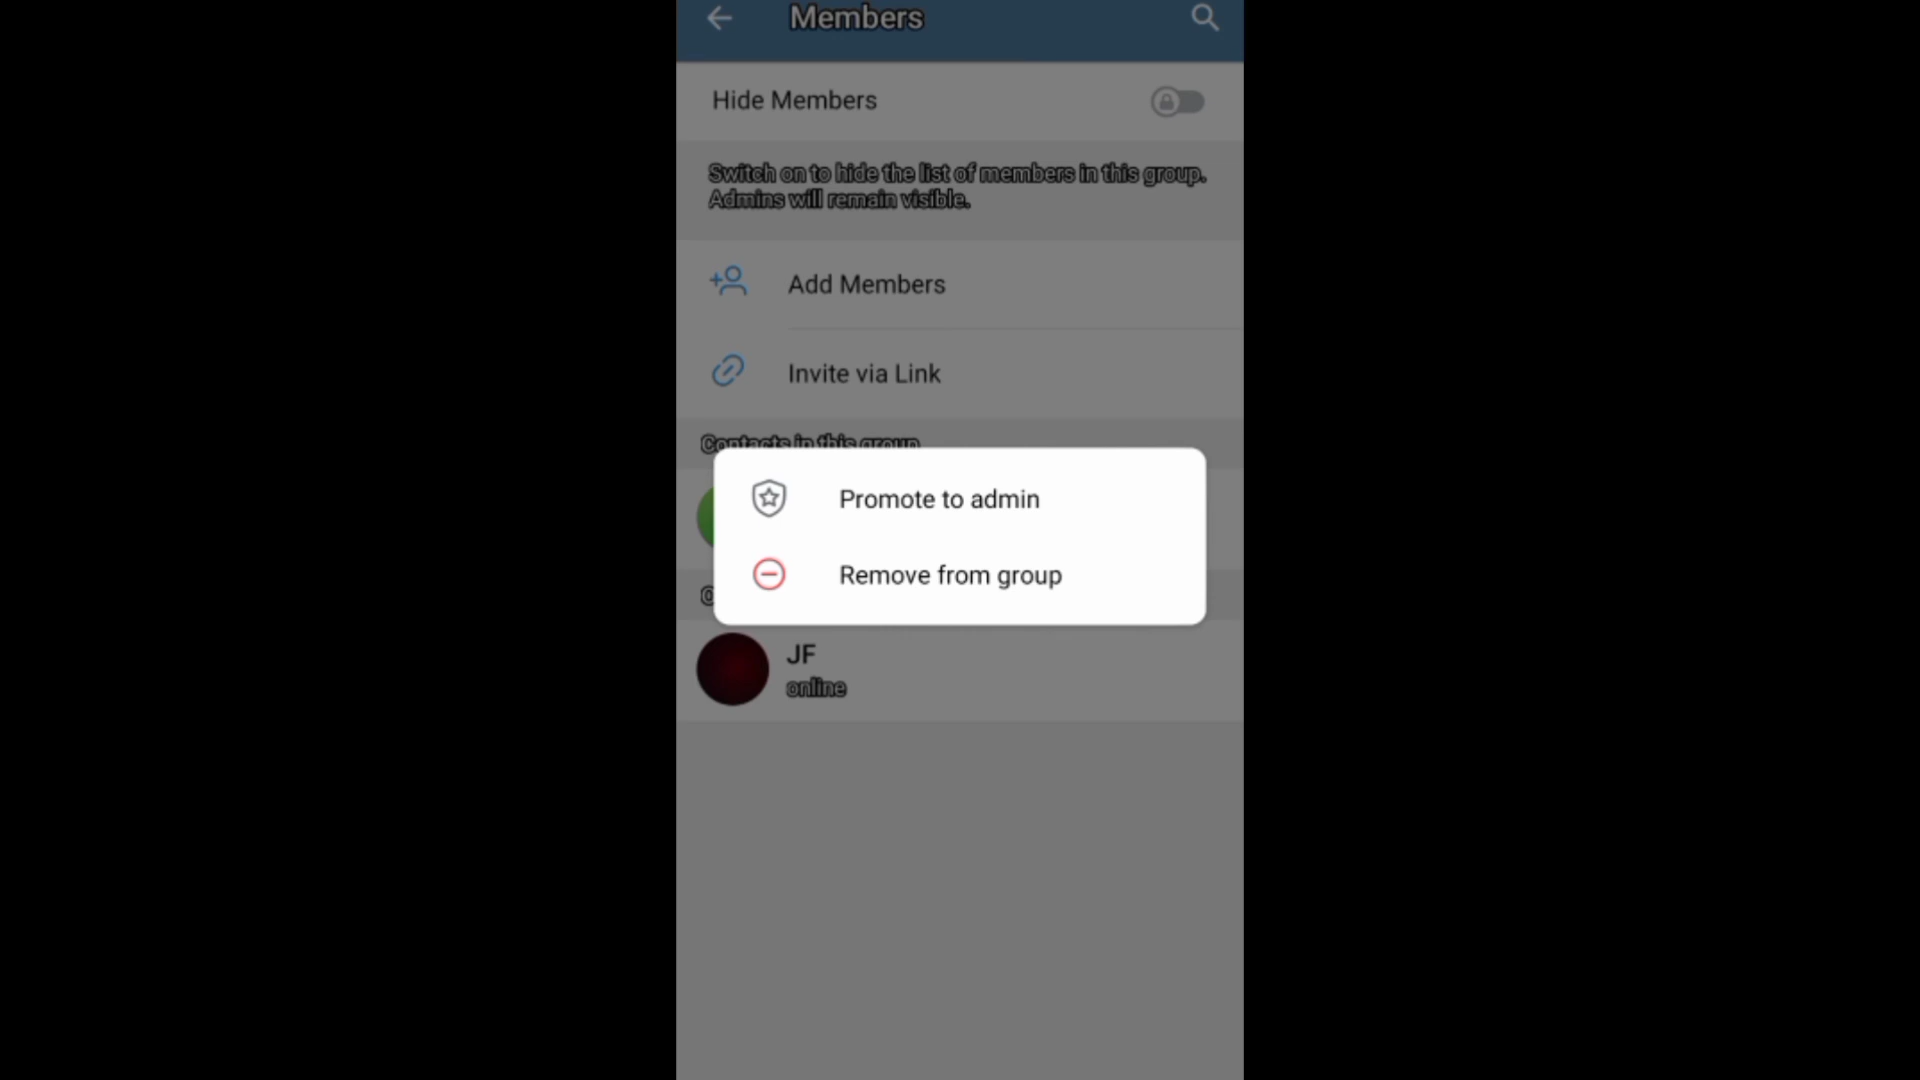 Members
Hide Members
Switch on to hide the list of members in this group.
Admins will remain visible.
Add Members
Invite via Link
Contacts in this group
Promote to admin
Remove from group
JF
online